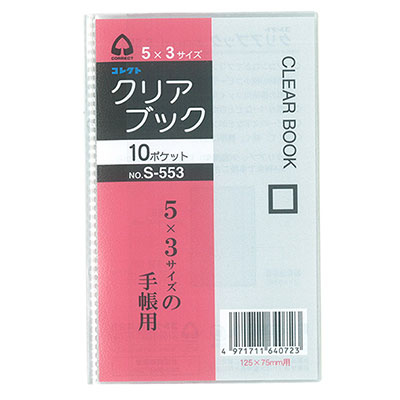 CORRECT
5×3サイズ
コレクト
クリア
ブック
10ポケット
NO.S-553
5×3サイズの
手帳用
CLEAR BOOK
4 971711 640723
125×75mm用